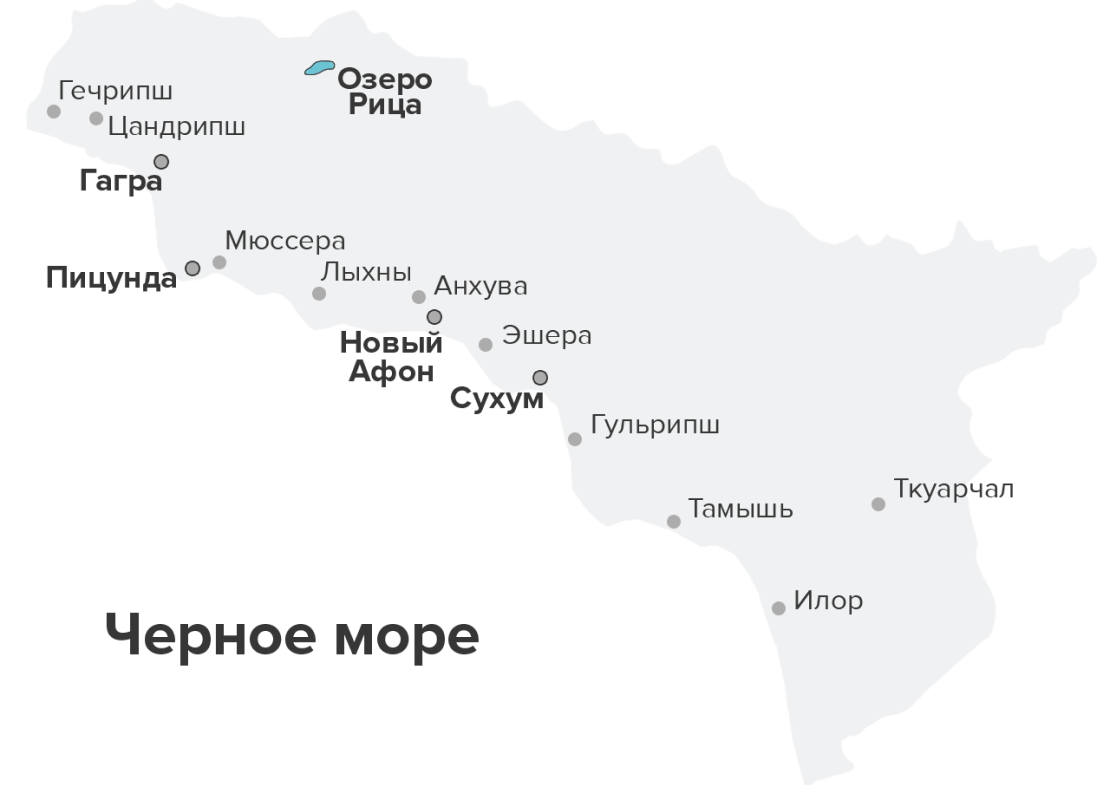 Озеро
Рица
Гечрипш
Цандрипш
Гагра
Мюссера
Пицунда
Лыхны
Анхува
Новый
Афон
Эшера
Сухум
Гульрипш
Ткуарчал
Тамышь
Илор
Черное море